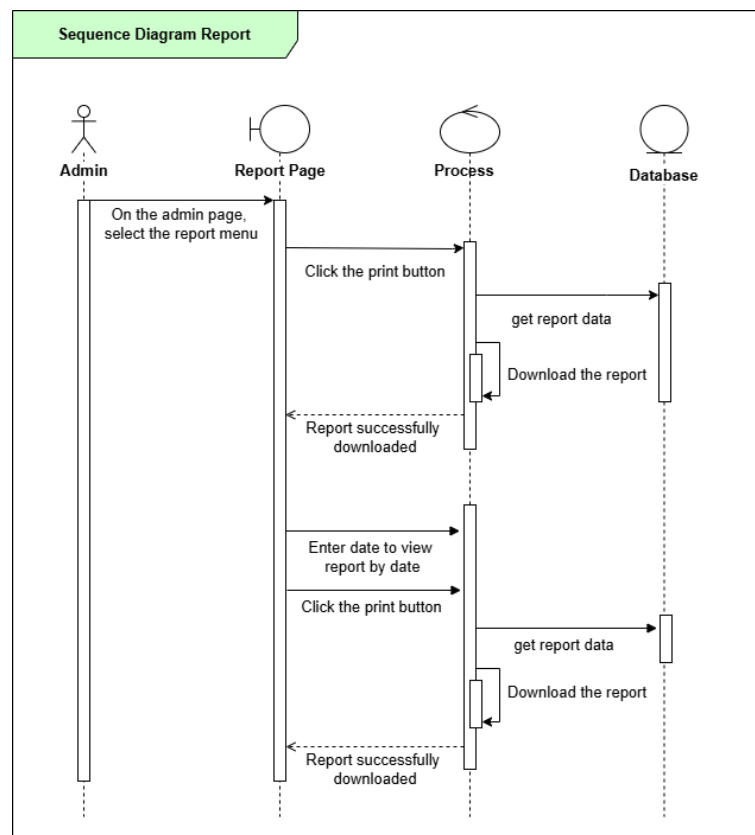 Sequence Diagram Report
Admin
Report Page
Process
Database
On the admin page,
select the report menu
Click the print button
get report data
Download the report
Report successfully
downloaded
Enter date to view
report by date
Click the print button
get report data
Download the report
Report successfully
downloaded